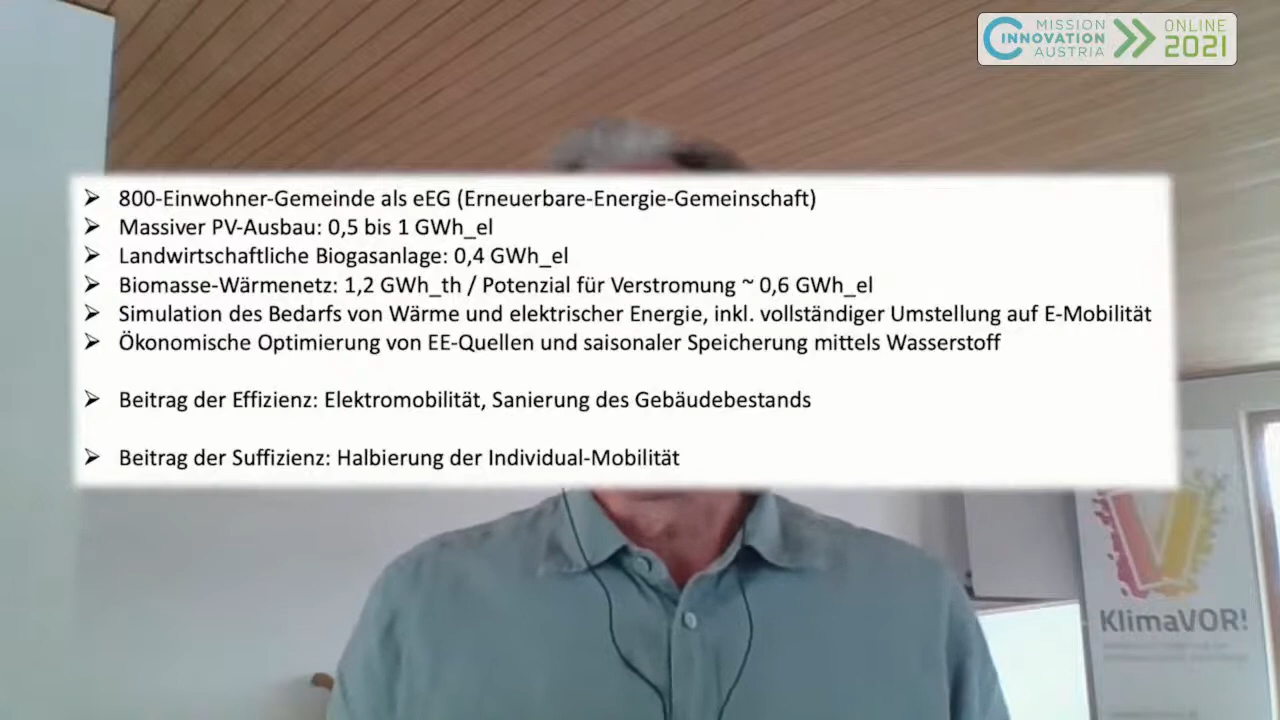 MISSION
INNOVATION
AUSTRIA
ONLINE
2021
➢ 800-Einwohner-Gemeinde als eEG (Erneuerbare-Energie-Gemeinschaft)
➢ Massiver PV-Ausbau: 0,5 bis 1 GWh_el
➢ Landwirtschaftliche Biogasanlage: 0,4 GWh_el
➢ Biomasse-Wärmenetz: 1,2 GWh_th / Potenzial für Verstromung ~ 0,6 GWh_el
➢ Simulation des Bedarfs von Wärme und elektrischer Energie, inkl. vollständiger Umstellung auf E-Mobilität
➢ Ökonomische Optimierung von EE-Quellen und saisonaler Speicherung mittels Wasserstoff
➢ Beitrag der Effizienz: Elektromobilität, Sanierung des Gebäudebestands
➢ Beitrag der Suffizienz: Halbierung der Individual-Mobilität
KlimaVOR!